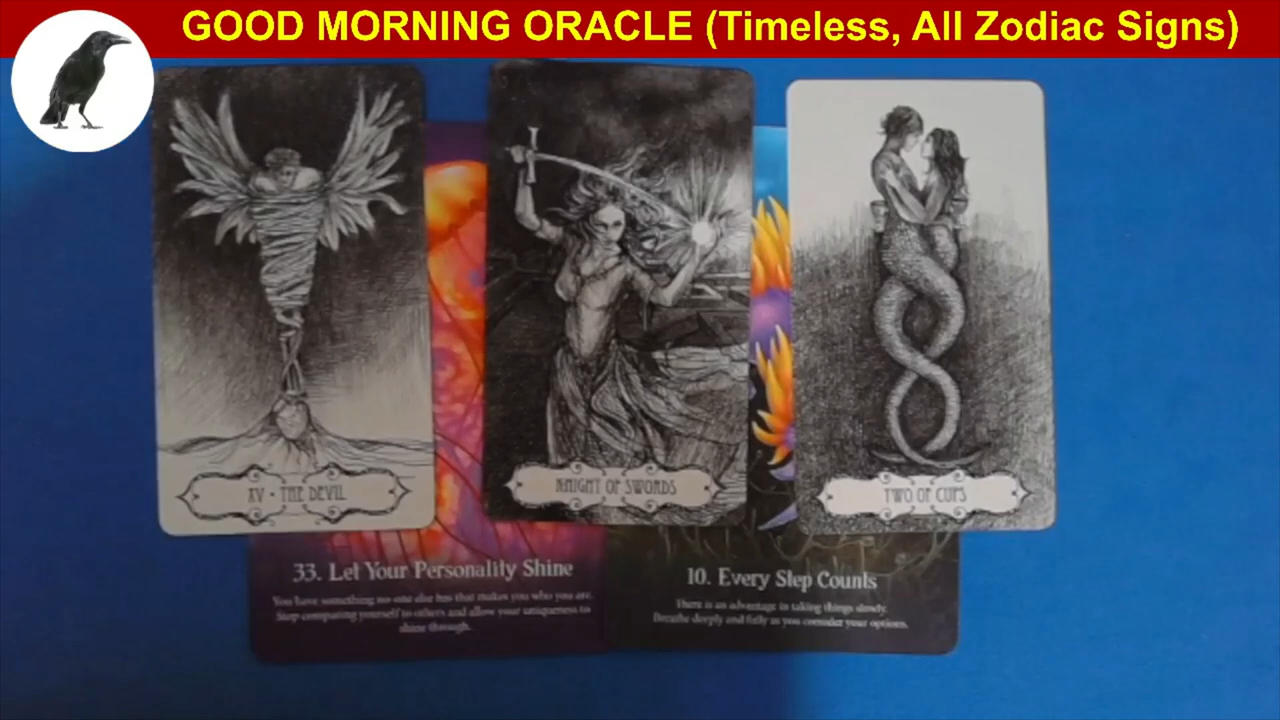 GOOD MORNING ORACLE (Timeless, All Zodiac Signs)
XV - THE DEVIL
KNIGHT OF SWORDS
TWO OF CUPS
33. Let Your Personality Shine
You have something no one else has that makes you who you are.
Stop comparing yourself to others and allow your uniqueness to
shine through.
10. Every Step Counts
There is an advantage in taking things slowly.
Breathe deeply and fully as you consider your options.